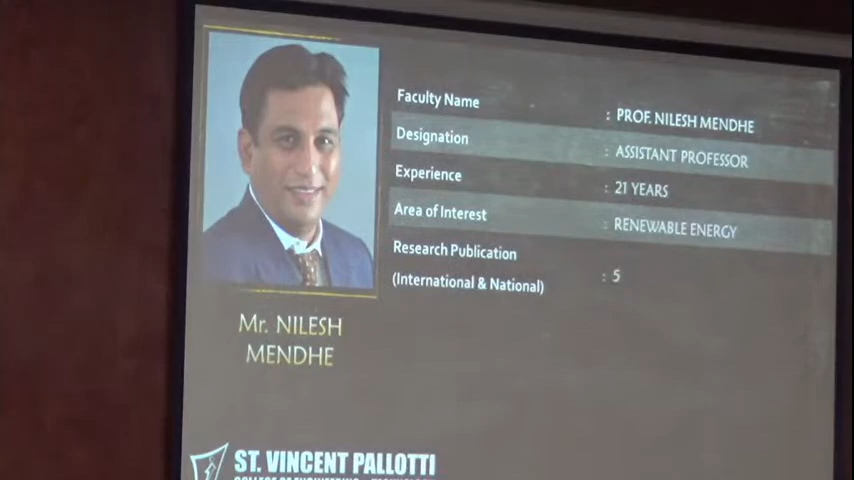 Faculty Name : PROF. NILESH MENDHE
Designation : ASSISTANT PROFESSOR
Experience : 21 YEARS
Area of Interest : RENEWABLE ENERGY
Research Publication
(International & National) : 5
Mr. NILESH
MENDHE
ST. VINCENT PALLOTTI